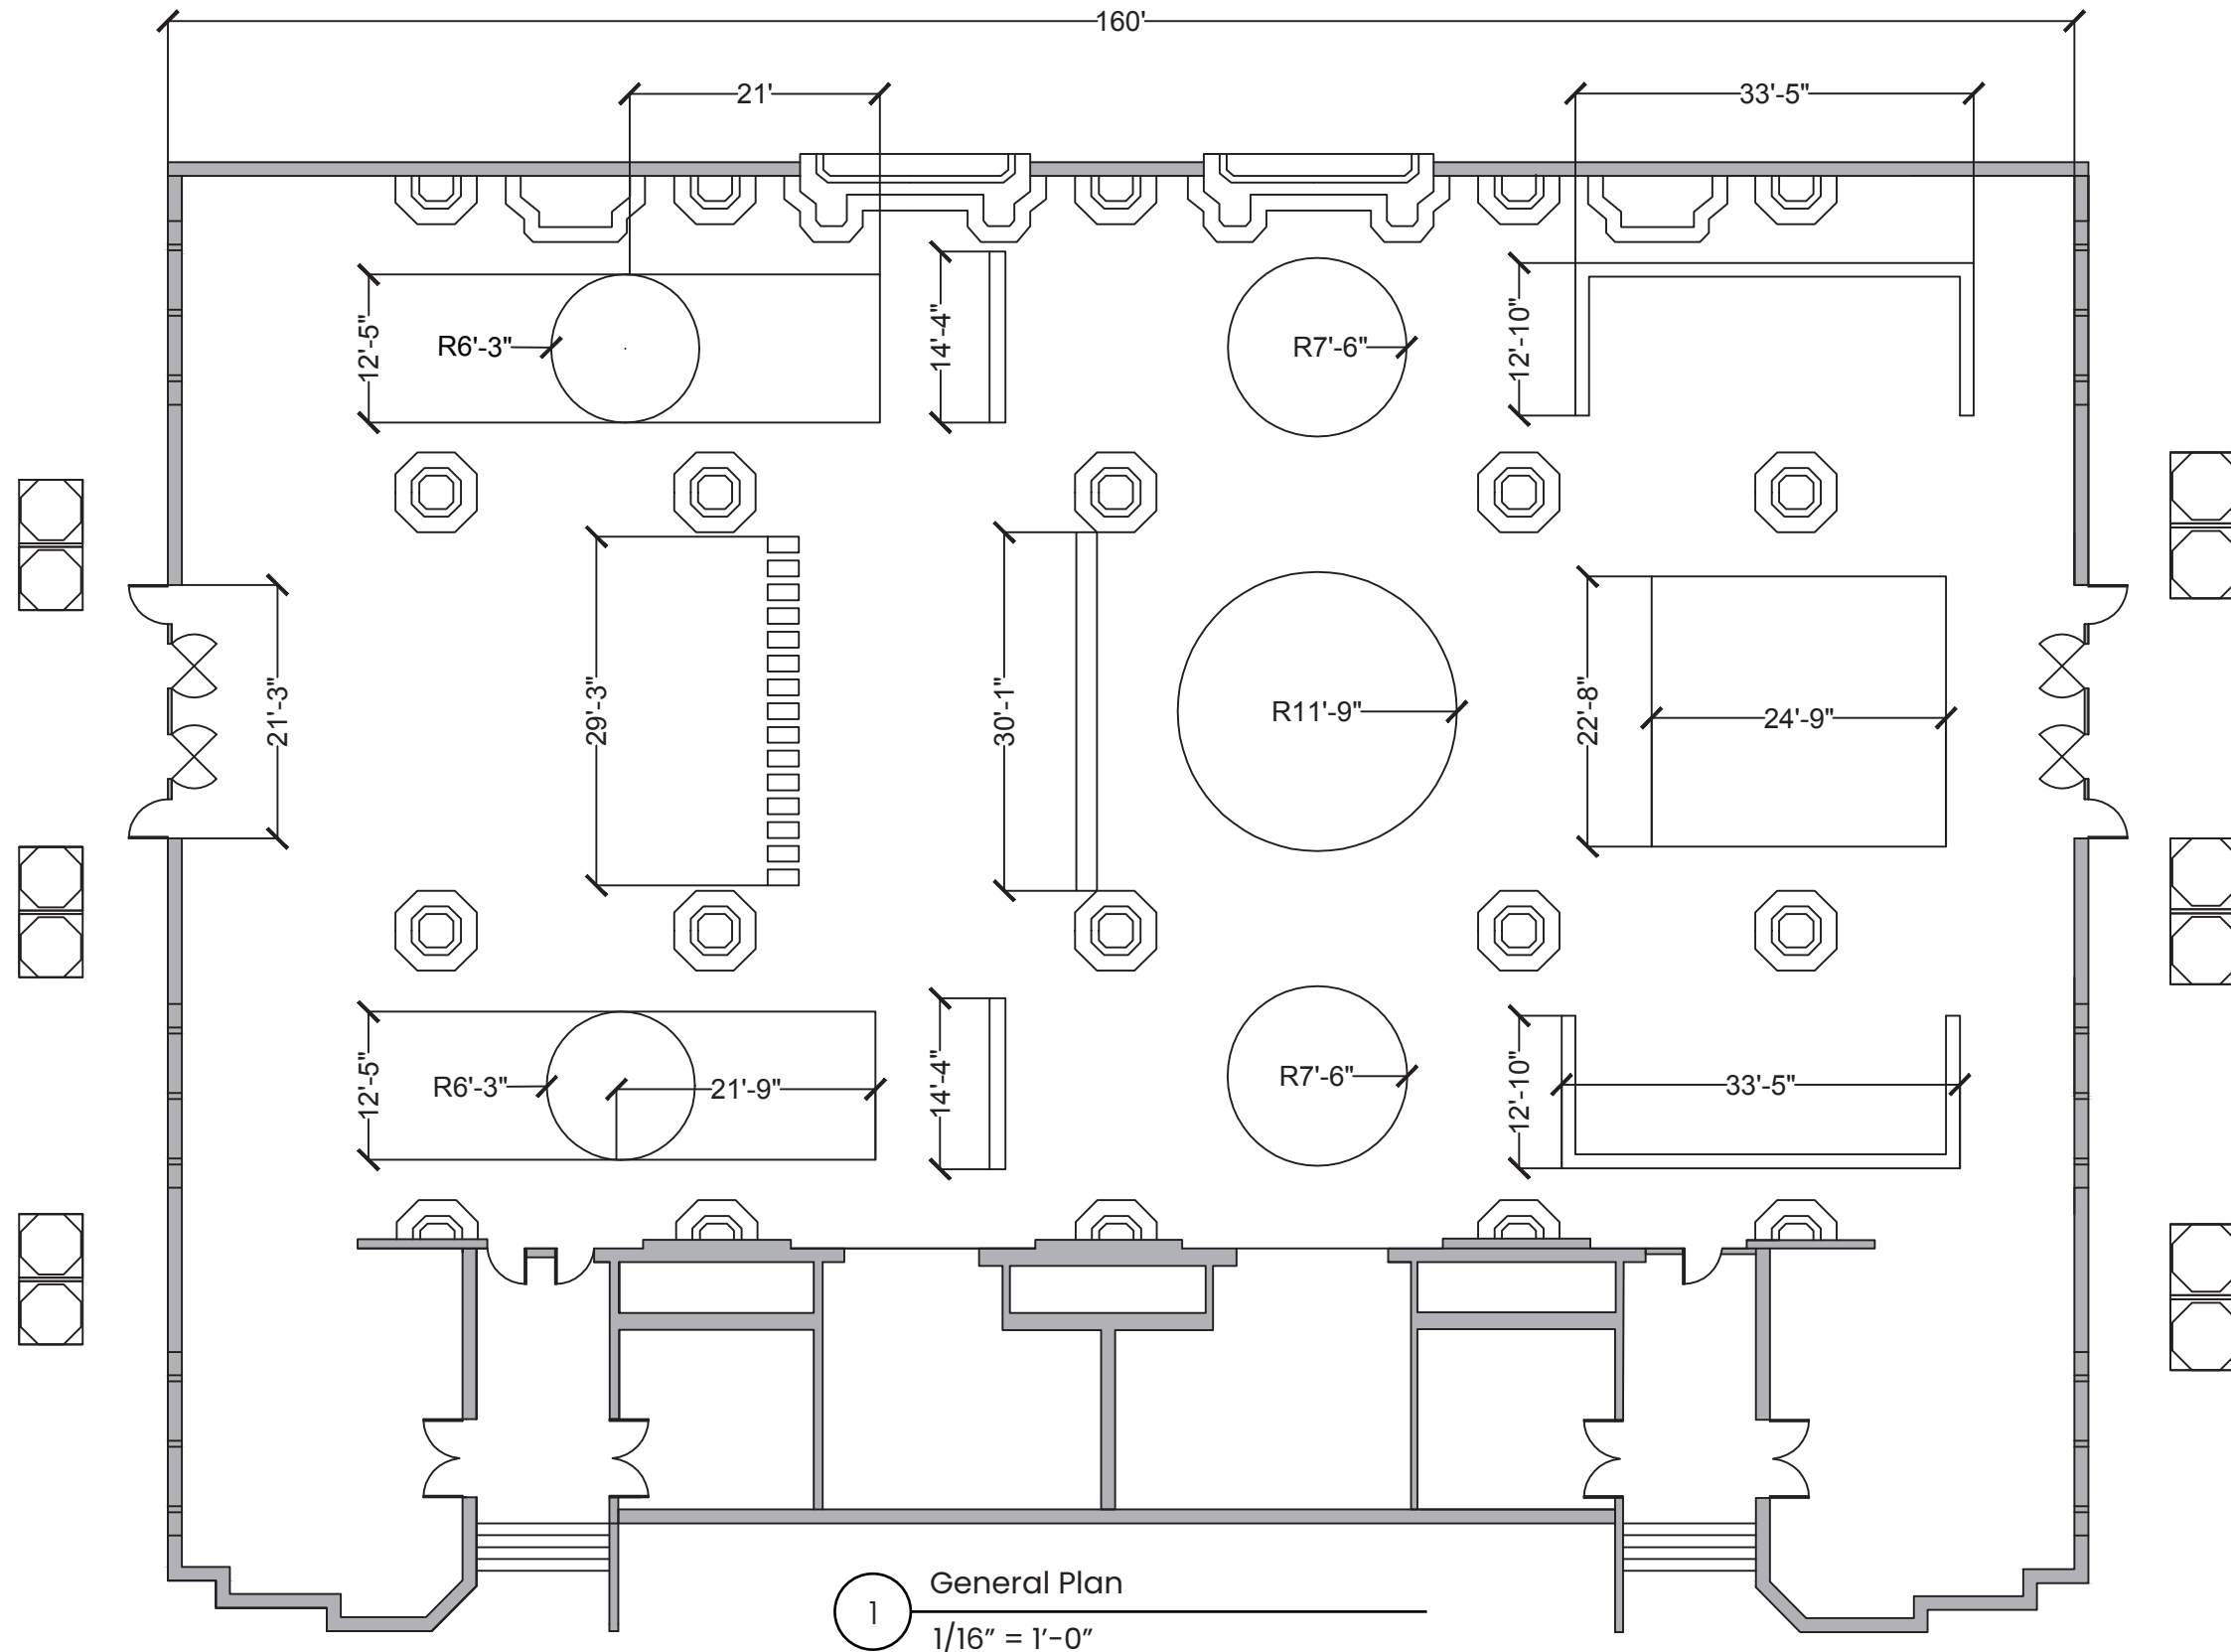 160'
21'
33'-5"
12'-5"
R6'-3"
14'-4"
R7'-6"
12'-10"
21'-3"
29'-3"
30'-1"
R11'-9"
22'-8"
24'-9"
12'-5"
R6'-3"
21'-9"
14'-4"
R7'-6"
12'-10"
33'-5"
1
General Plan
1/16” = 1’-0”